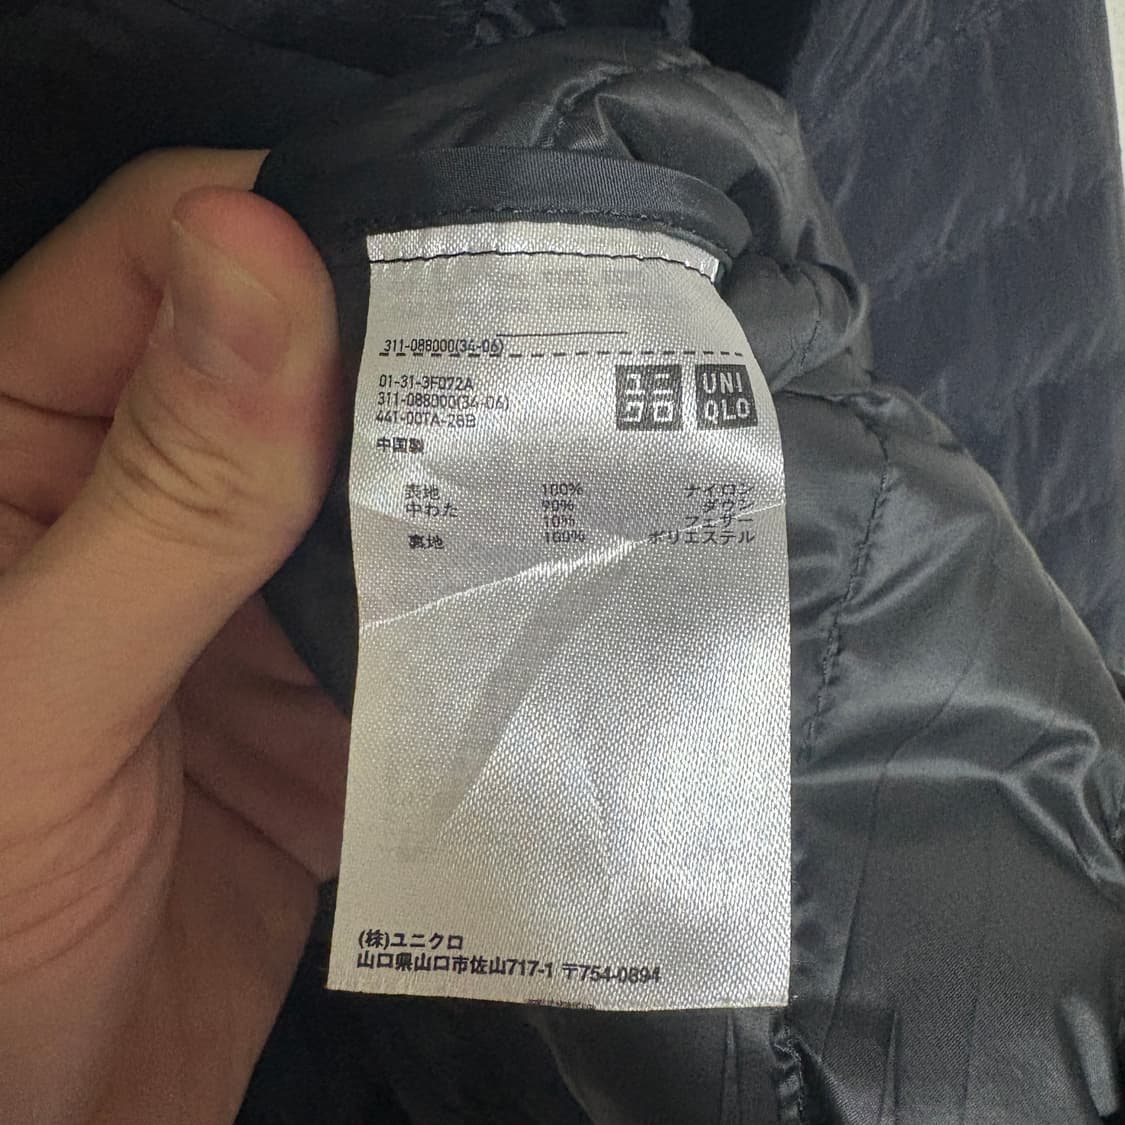 311-088000(34-06)
01-31-3F072A
311-088000(34-06)
441-007A-28B
中国製
ユニ
クロ
UNI
QLO
表地 100% ナイロン
中わた 90% ダウン
10% フェザー
裏地 100% ポリエステル
(株)ユニクロ
山口県山口市佐山717-1 〒754-0894